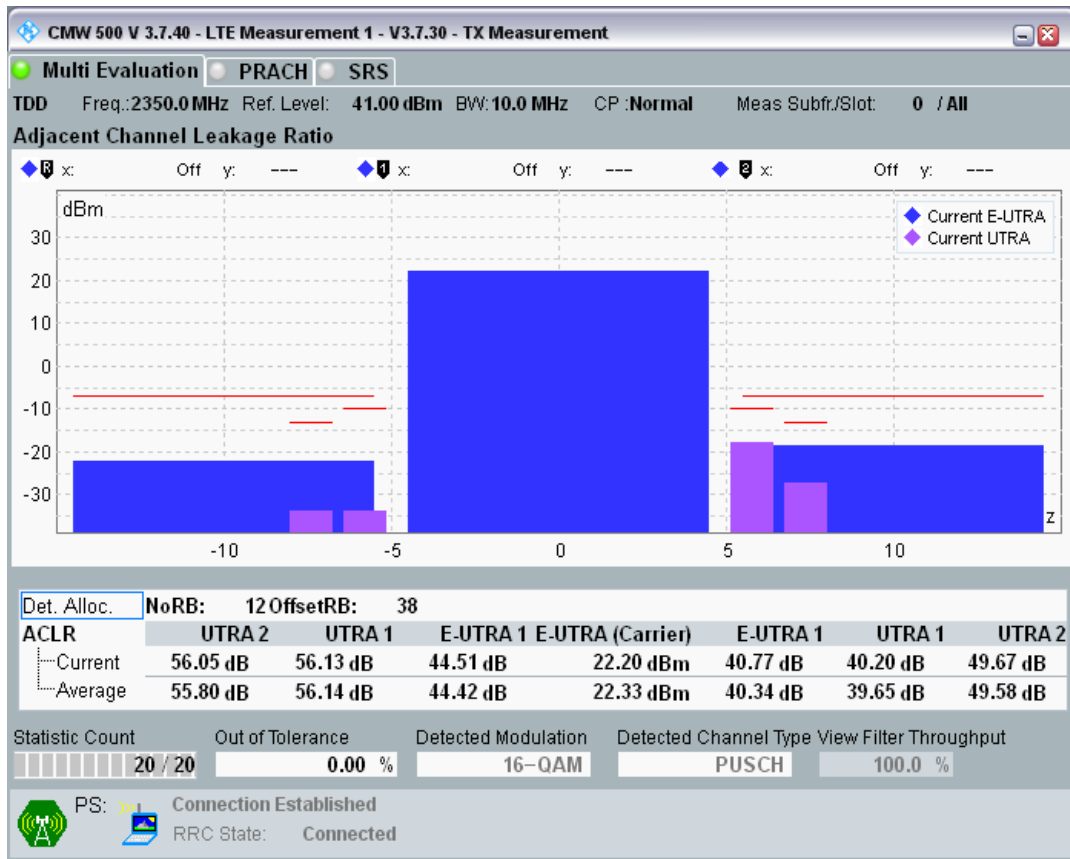 CMW 500 V 3.7.40 - LTE Measurement 1 - V3.7.30 - TX Measurement
Multi Evaluation PRACH SRS
TDD Freq.:2350.0 MHz Ref. Level: 41.00 dBm BW:10.0 MHz CP :Normal Meas Subfr./Slot: 0 / All
Adjacent Channel Leakage Ratio
R x: Off y: --- 1 x: Off y: --- 2 x: Off y: ---
dBm
Current E-UTRA
Current UTRA
30
20
10
0
-10
-20
-30
z
-10 -5 0 5 10
Det. Alloc. NoRB: 12 OffsetRB: 38
ACLR UTRA 2 UTRA 1 E-UTRA 1 E-UTRA (Carrier) E-UTRA 1 UTRA 1 UTRA 2
Current 56.05 dB 56.13 dB 44.51 dB 22.20 dBm 40.77 dB 40.20 dB 49.67 dB
Average 55.80 dB 56.14 dB 44.42 dB 22.33 dBm 40.34 dB 39.65 dB 49.58 dB
Statistic Count Out of Tolerance Detected Modulation Detected Channel Type View Filter Throughput
20 / 20 0.00 % 16-QAM PUSCH 100.0 %
PS: Connection Established
RRC State: Connected